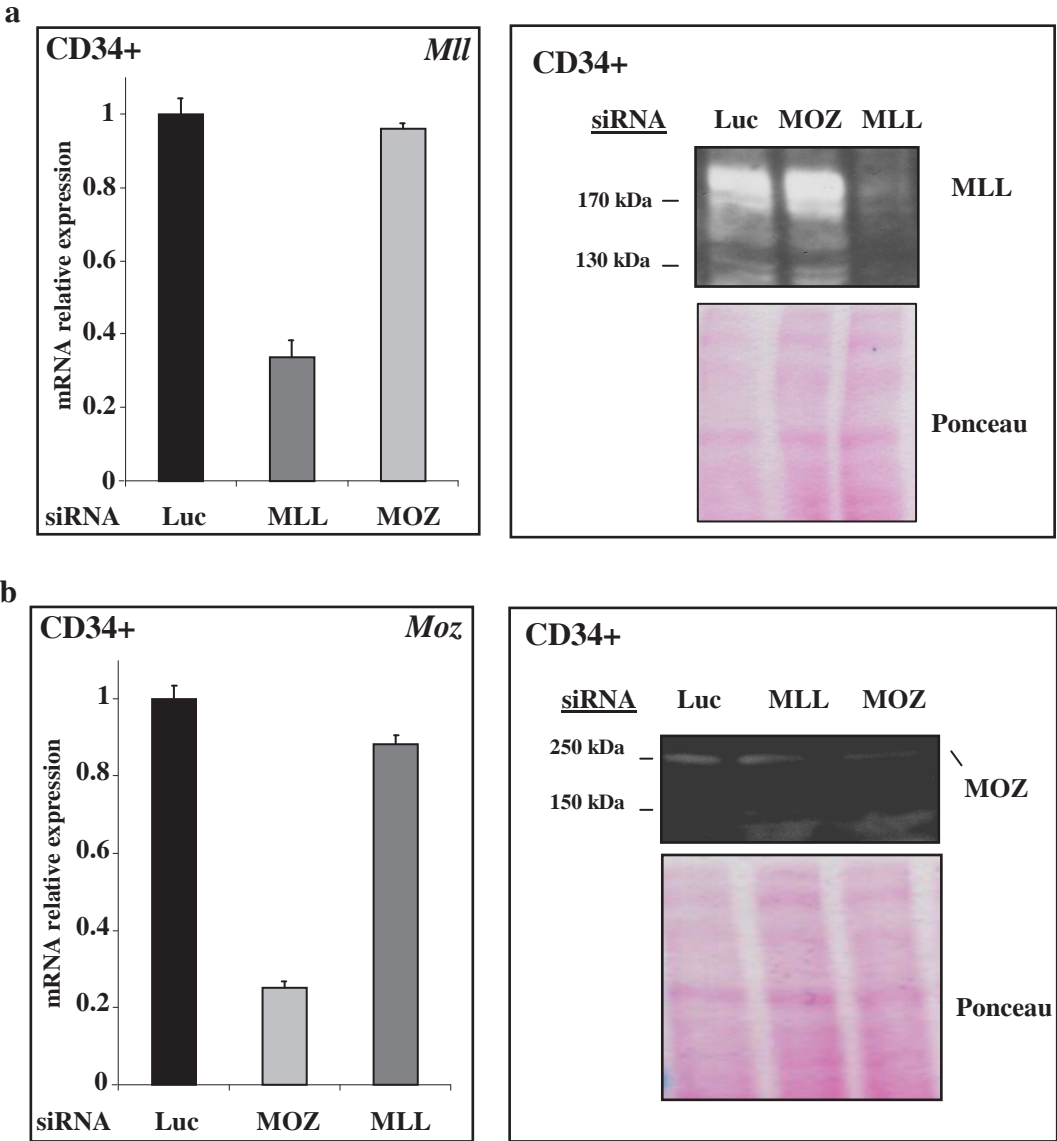 a
CD34+ Mll
mRNA relative expression
1
0.8
0.6
0.4
0.2
0
siRNA Luc MLL MOZ
CD34+
siRNA Luc MOZ MLL
170 kDa
130 kDa
MLL
Ponceau
b
CD34+ Moz
mRNA relative expression
1
0.8
0.6
0.4
0.2
0
siRNA Luc MOZ MLL
CD34+
siRNA Luc MLL MOZ
250 kDa
150 kDa
MOZ
Ponceau